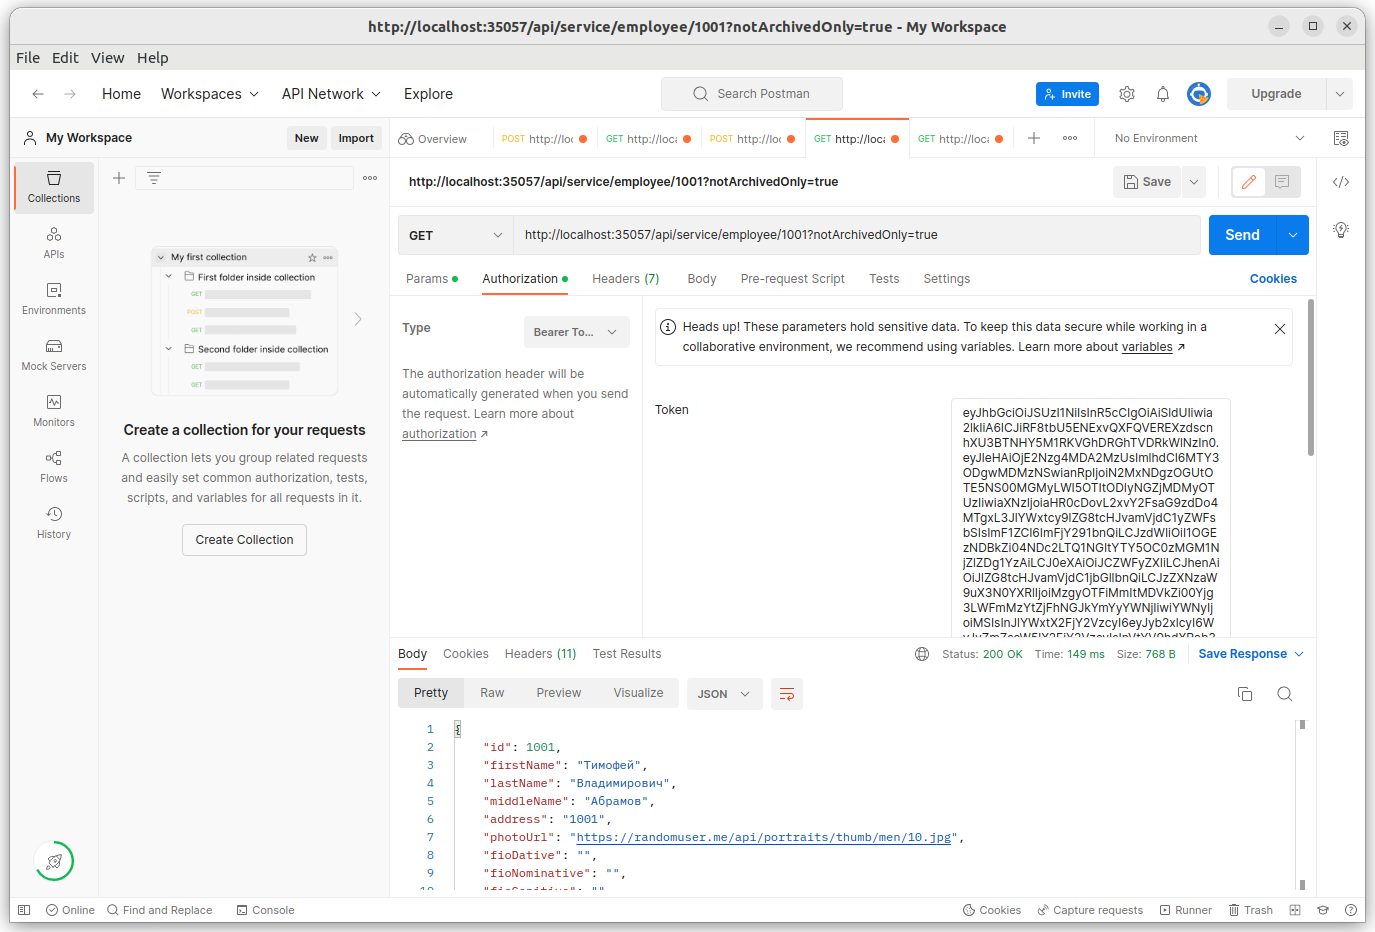 http://localhost:35057/api/service/employee/1001?notArchivedOnly=true - My Workspace
File Edit View Help
Home Workspaces API Network Explore
Search Postman
Invite
Upgrade
My Workspace
New Import
Overview
POST http://loc
GET http://loca
POST http://loc
GET http://loca
GET http://loca
No Environment
http://localhost:35057/api/service/employee/1001?notArchivedOnly=true
Save
GET http://localhost:35057/api/service/employee/1001?notArchivedOnly=true
Send
Params Authorization Headers (7) Body Pre-request Script Tests Settings
Cookies
Collections
APIs
Environments
Mock Servers
Monitors
Flows
History
My first collection
First folder inside collection
GET
POST
GET
Second folder inside collection
GET
GET
Create a collection for your requests
A collection lets you group related requests
and easily set common authorization, tests,
scripts, and variables for all requests in it.
Create Collection
Type
Bearer To...
The authorization header will be
automatically generated when you send
the request. Learn more about
authorization
Heads up! These parameters hold sensitive data. To keep this data secure while working in a
collaborative environment, we recommend using variables. Learn more about variables
Token
Body Cookies Headers (11) Test Results
Status: 200 OK Time: 149 ms Size: 768 B
Save Response
Pretty Raw Preview Visualize
JSON
1 {
2 "id": 1001,
3 "firstName": "Тимофей",
4 "lastName": "Владимирович",
5 "middleName": "Абрамов",
6 "address": "1001",
7 "photoUrl": "https://randomuser.me/api/portraits/thumb/men/10.jpg",
8 "fioDative": "",
9 "fioNominative": "",
Online Find and Replace Console
Cookies Capture requests Runner Trash